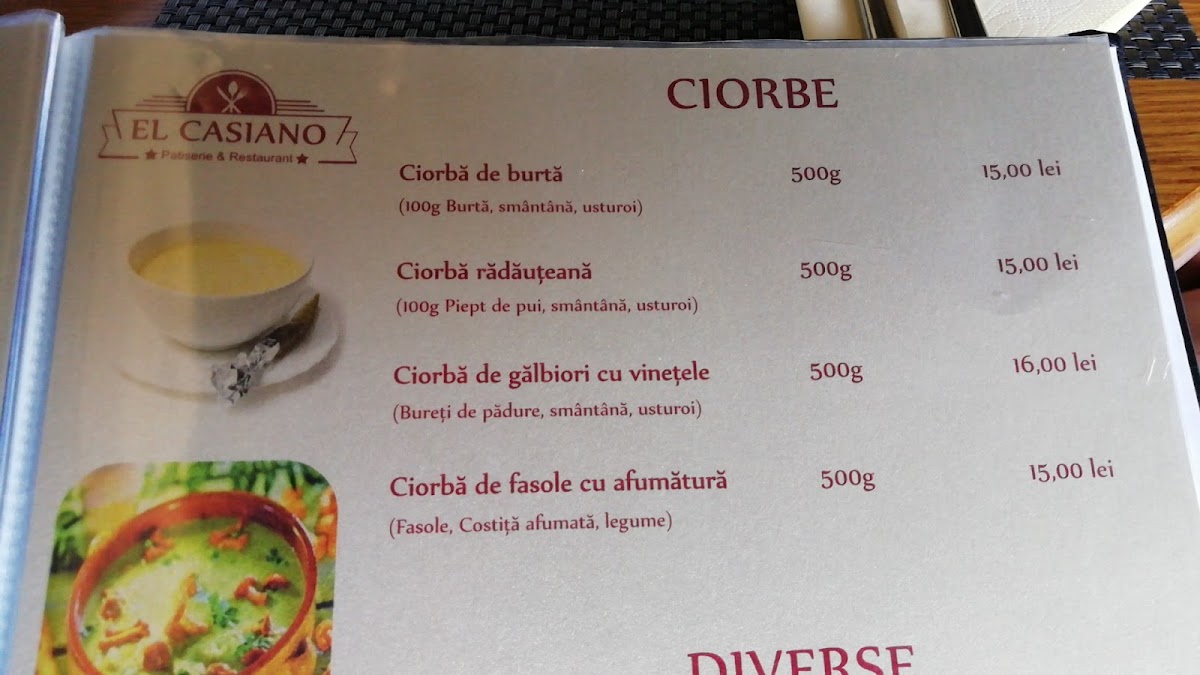 EL CASIANO
Patiserie & Restaurant
CIORBE
Ciorbă de burtă 500g 15,00 lei
(100g Burtă, smântână, usturoi)
Ciorbă rădăuțeană 500g 15,00 lei
(100g Piept de pui, smântână, usturoi)
Ciorbă de gălbiori cu vinețele 500g 16,00 lei
(Bureți de pădure, smântână, usturoi)
Ciorbă de fasole cu afumătură 500g 15,00 lei
(Fasole, Costiță afumată, legume)
DIVERSE